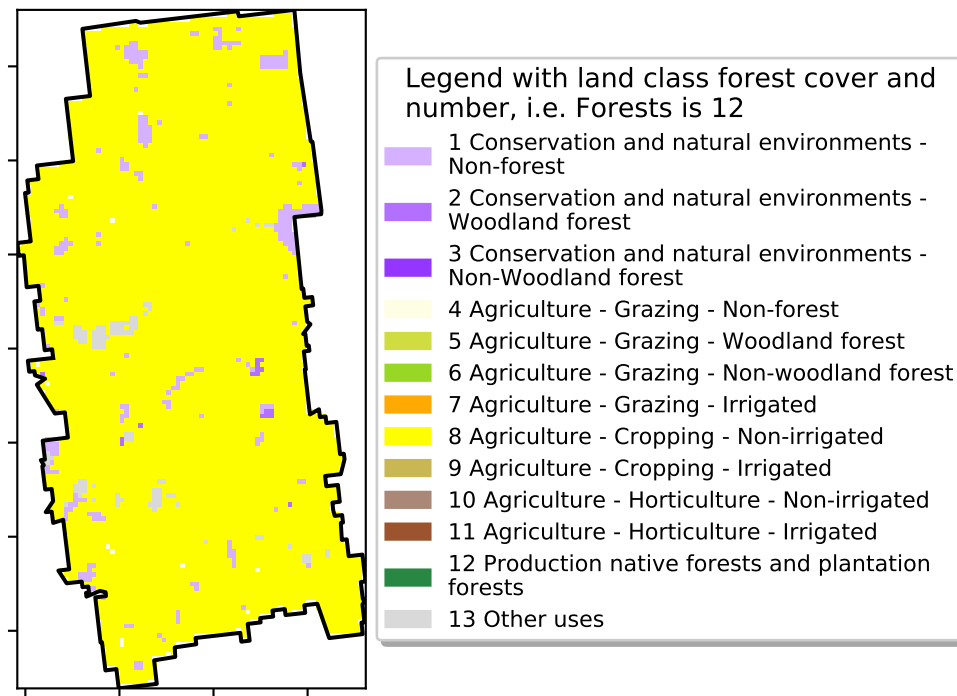 Legend with land class forest cover and
number, i.e. Forests is 12
1 Conservation and natural environments -
Non-forest
2 Conservation and natural environments -
Woodland forest
3 Conservation and natural environments -
Non-Woodland forest
4 Agriculture - Grazing - Non-forest
5 Agriculture - Grazing - Woodland forest
6 Agriculture - Grazing - Non-woodland forest
7 Agriculture - Grazing - Irrigated
8 Agriculture - Cropping - Non-irrigated
9 Agriculture - Cropping - Irrigated
10 Agriculture - Horticulture - Non-irrigated
11 Agriculture - Horticulture - Irrigated
12 Production native forests and plantation
forests
13 Other uses